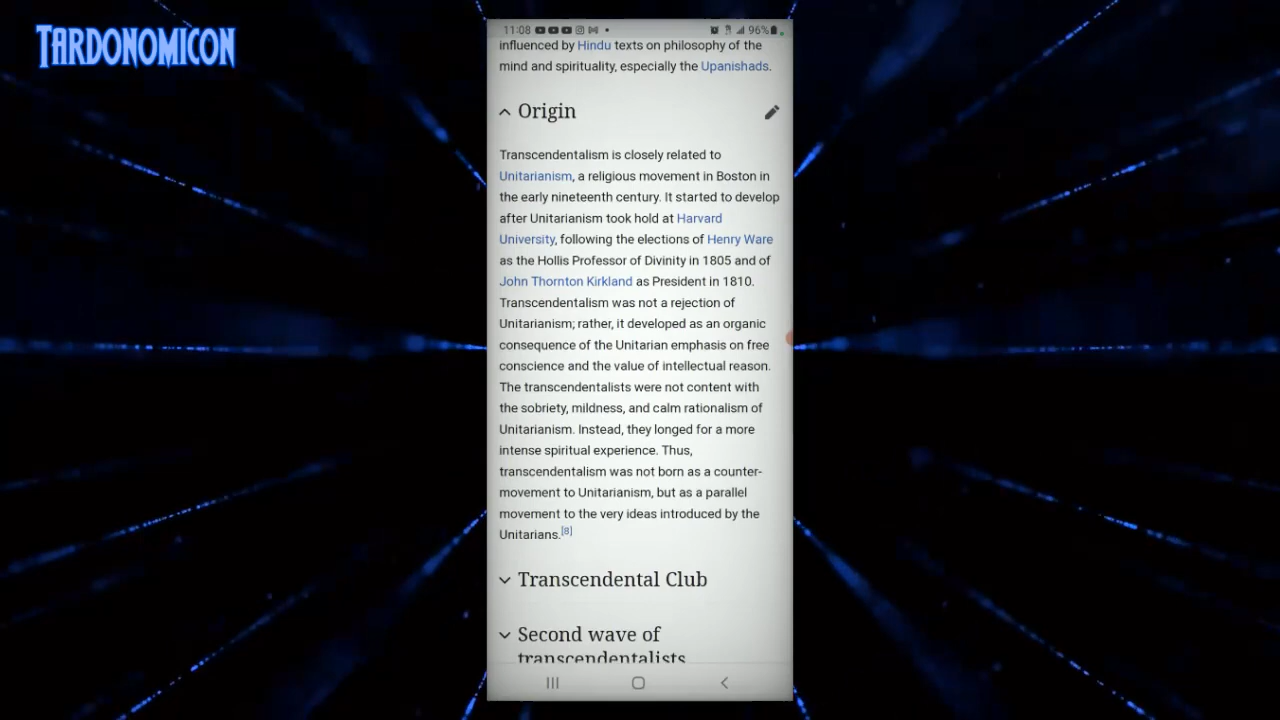 TARDONOMICON
11:08
96%
influenced by Hindu texts on philosophy of the
mind and spirituality, especially the Upanishads.
Origin
Transcendentalism is closely related to
Unitarianism, a religious movement in Boston in
the early nineteenth century. It started to develop
after Unitarianism took hold at Harvard
University, following the elections of Henry Ware
as the Hollis Professor of Divinity in 1805 and of
John Thornton Kirkland as President in 1810.
Transcendentalism was not a rejection of
Unitarianism; rather, it developed as an organic
consequence of the Unitarian emphasis on free
conscience and the value of intellectual reason.
The transcendentalists were not content with
the sobriety, mildness, and calm rationalism of
Unitarianism. Instead, they longed for a more
intense spiritual experience. Thus,
transcendentalism was not born as a counter-
movement to Unitarianism, but as a parallel
movement to the very ideas introduced by the
Unitarians.[8]
Transcendental Club
Second wave of
transcendentalists